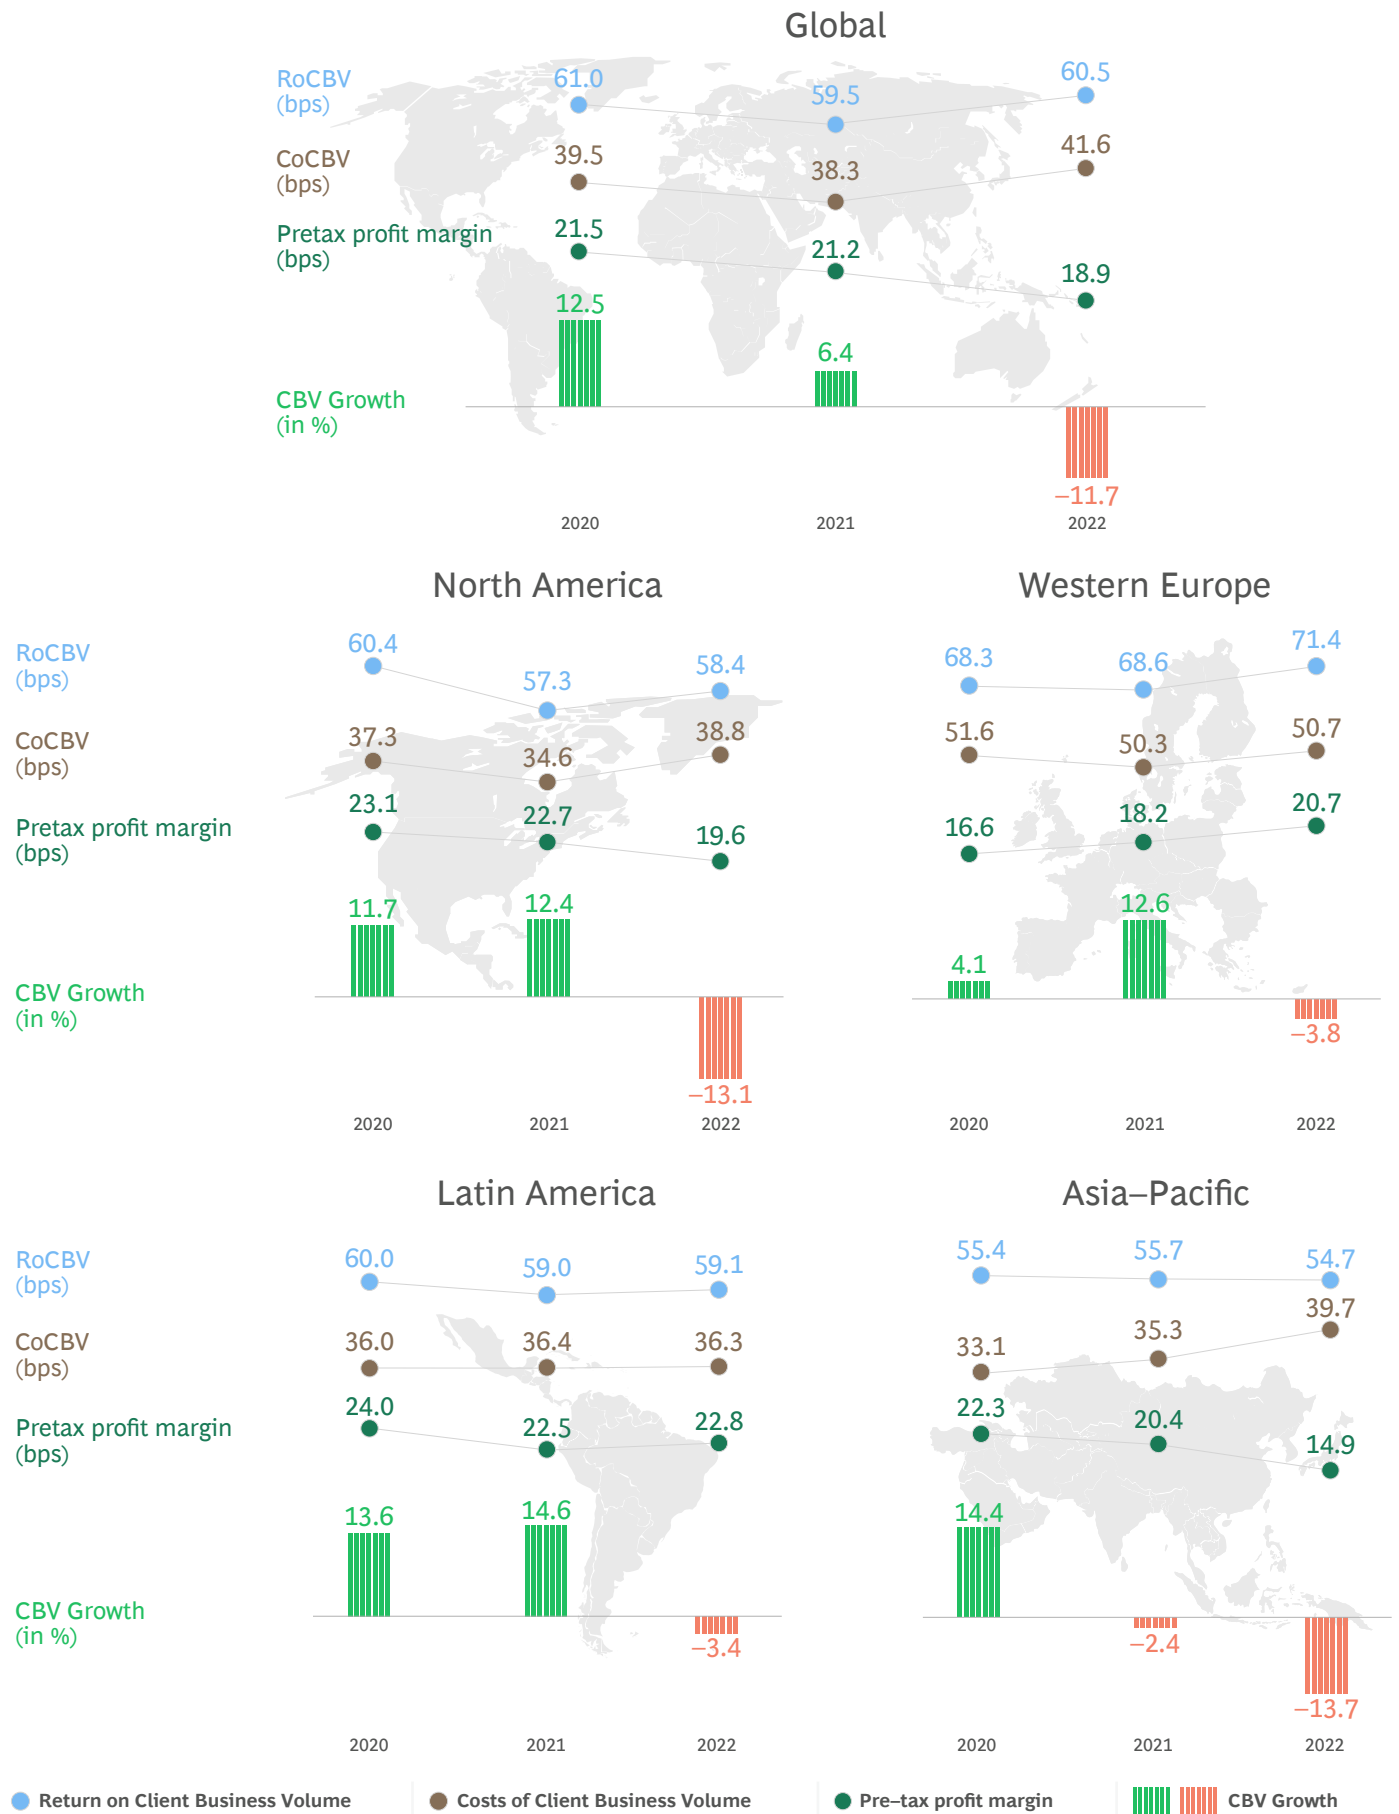 Global
RoCBV
(bps)
61.0
59.5
60.5
CoCBV
(bps)
39.5
38.3
41.6
Pretax profit margin
(bps)
21.5
21.2
18.9
12.5
6.4
CBV Growth
(in %)
–11.7
2020
2021
2022
North America
RoCBV
(bps)
60.4
57.3
58.4
CoCBV
(bps)
37.3
34.6
38.8
Pretax profit margin
(bps)
23.1
22.7
19.6
11.7
12.4
CBV Growth
(in %)
–13.1
2020
2021
2022
Western Europe
68.3
68.6
71.4
51.6
50.3
50.7
16.6
18.2
20.7
4.1
12.6
–3.8
2020
2021
2022
Latin America
RoCBV
(bps)
60.0
59.0
59.1
CoCBV
(bps)
36.0
36.4
36.3
Pretax profit margin
(bps)
24.0
22.5
22.8
13.6
14.6
CBV Growth
(in %)
–3.4
2020
2021
2022
Asia–Pacific
55.4
55.7
54.7
33.1
35.3
39.7
22.3
20.4
14.9
14.4
–2.4
–13.7
2020
2021
2022
Return on Client Business Volume
Costs of Client Business Volume
Pre–tax profit margin
CBV Growth